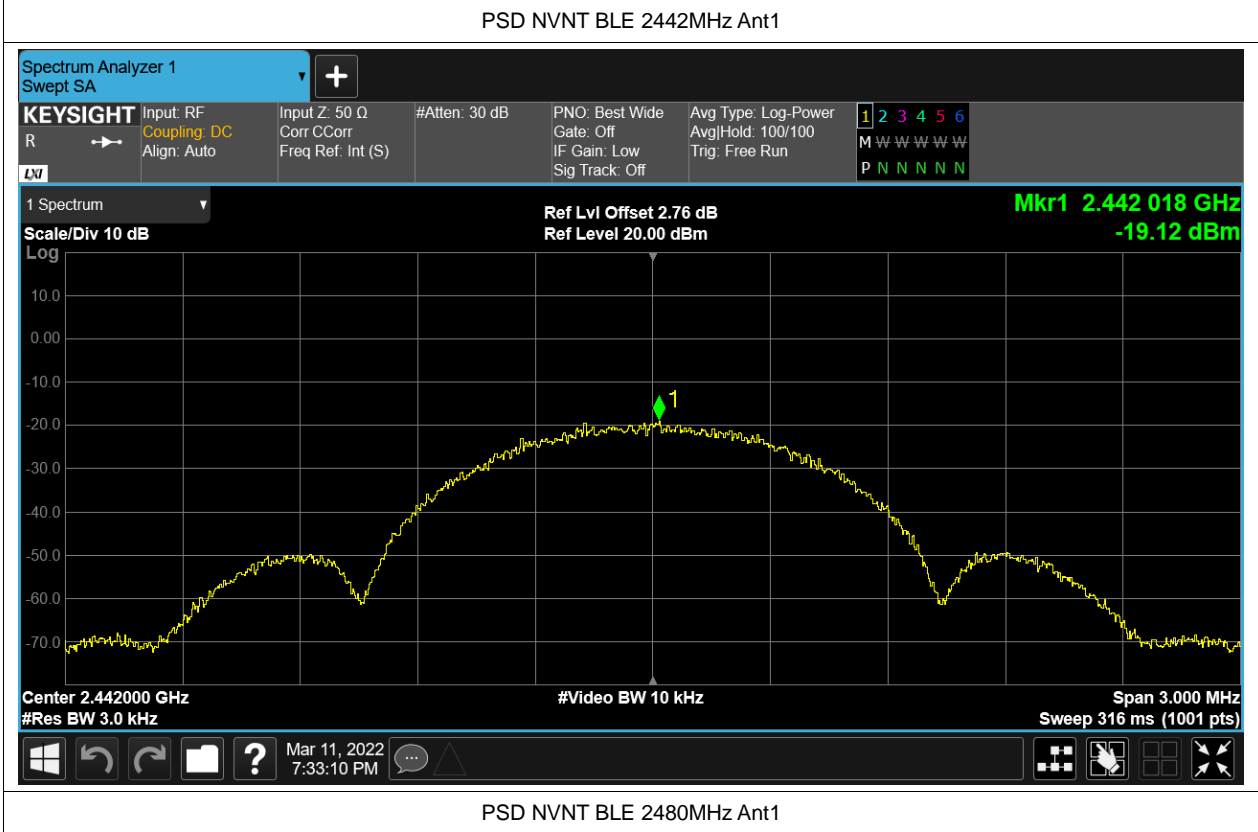 PSD NVNT BLE 2442MHz Ant1
Spectrum Analyzer 1
Swept SA
KEYSIGHT
R
LXI
Input: RF
Coupling: DC
Align: Auto
Input Z: 50 Ω
Corr CCorr
Freq Ref: Int (S)
#Atten: 30 dB
PNO: Best Wide
Gate: Off
IF Gain: Low
Sig Track: Off
Avg Type: Log-Power
Avg|Hold: 100/100
Trig: Free Run
1 2 3 4 5 6
M W W W W W
P N N N N N
1 Spectrum
Scale/Div 10 dB
Log
Ref Lvl Offset 2.76 dB
Ref Level 20.00 dBm
Mkr1 2.442 018 GHz
-19.12 dBm
10.0
0.00
-10.0
-20.0
-30.0
-40.0
-50.0
-60.0
-70.0
1
Center 2.442000 GHz
#Res BW 3.0 kHz
#Video BW 10 kHz
Span 3.000 MHz
Sweep 316 ms (1001 pts)
?
Mar 11, 2022
7:33:10 PM
PSD NVNT BLE 2480MHz Ant1